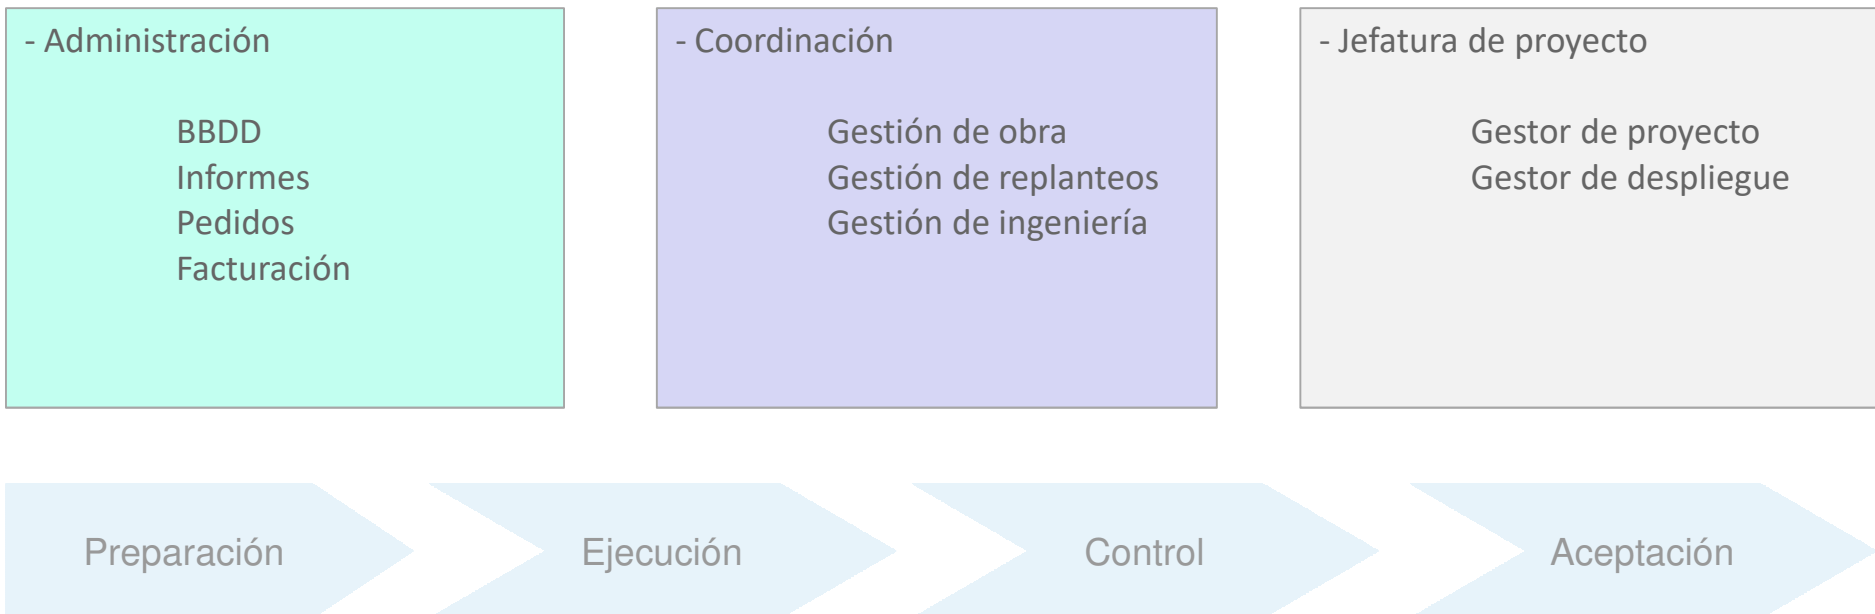 - Administración
BBDD
Informes
Pedidos
Facturación
- Coordinación
Gestión de obra
Gestión de replanteos
Gestión de ingeniería
- Jefatura de proyecto
Gestor de proyecto
Gestor de despliegue
Preparación
Ejecución
Control
Aceptación